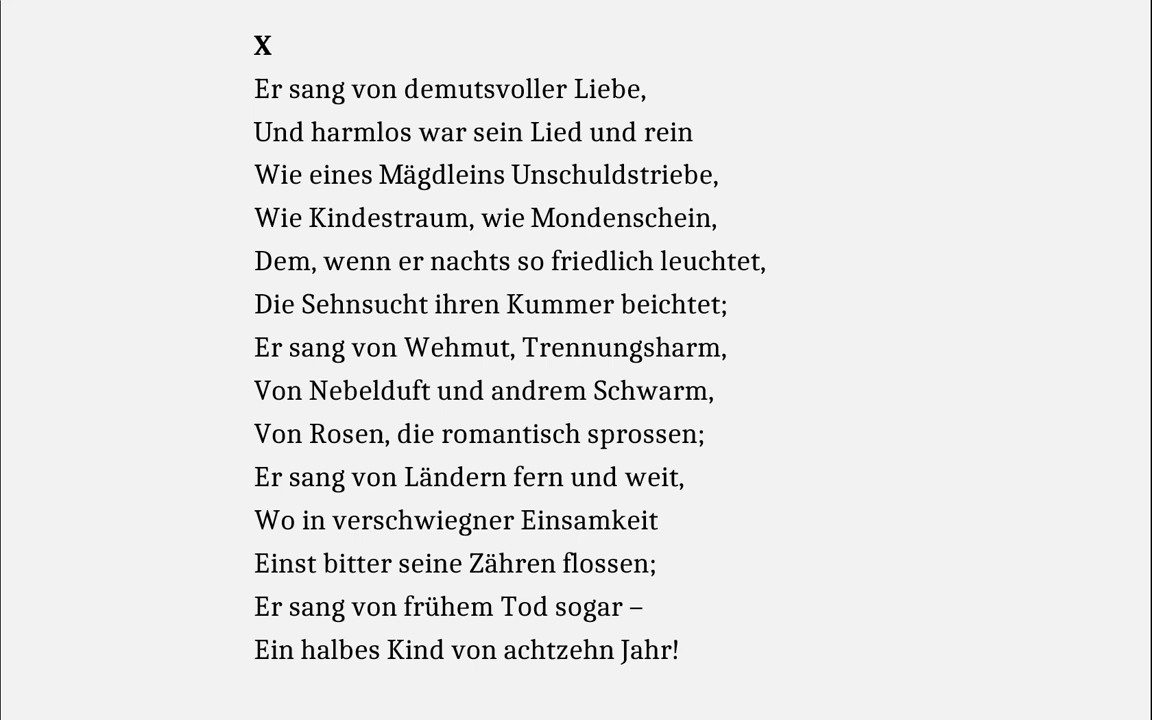 X
Er sang von demutsvoller Liebe,
Und harmlos war sein Lied und rein
Wie eines Mägdleins Unschuldstriebe,
Wie Kindestraum, wie Mondenschein,
Dem, wenn er nachts so friedlich leuchtet,
Die Sehnsucht ihren Kummer beichtet;
Er sang von Wehmut, Trennungsharm,
Von Nebelduft und andrem Schwarm,
Von Rosen, die romantisch sprossen;
Er sang von Ländern fern und weit,
Wo in verschwiegner Einsamkeit
Einst bitter seine Zähren flossen;
Er sang von frühem Tod sogar –
Ein halbes Kind von achtzehn Jahr!